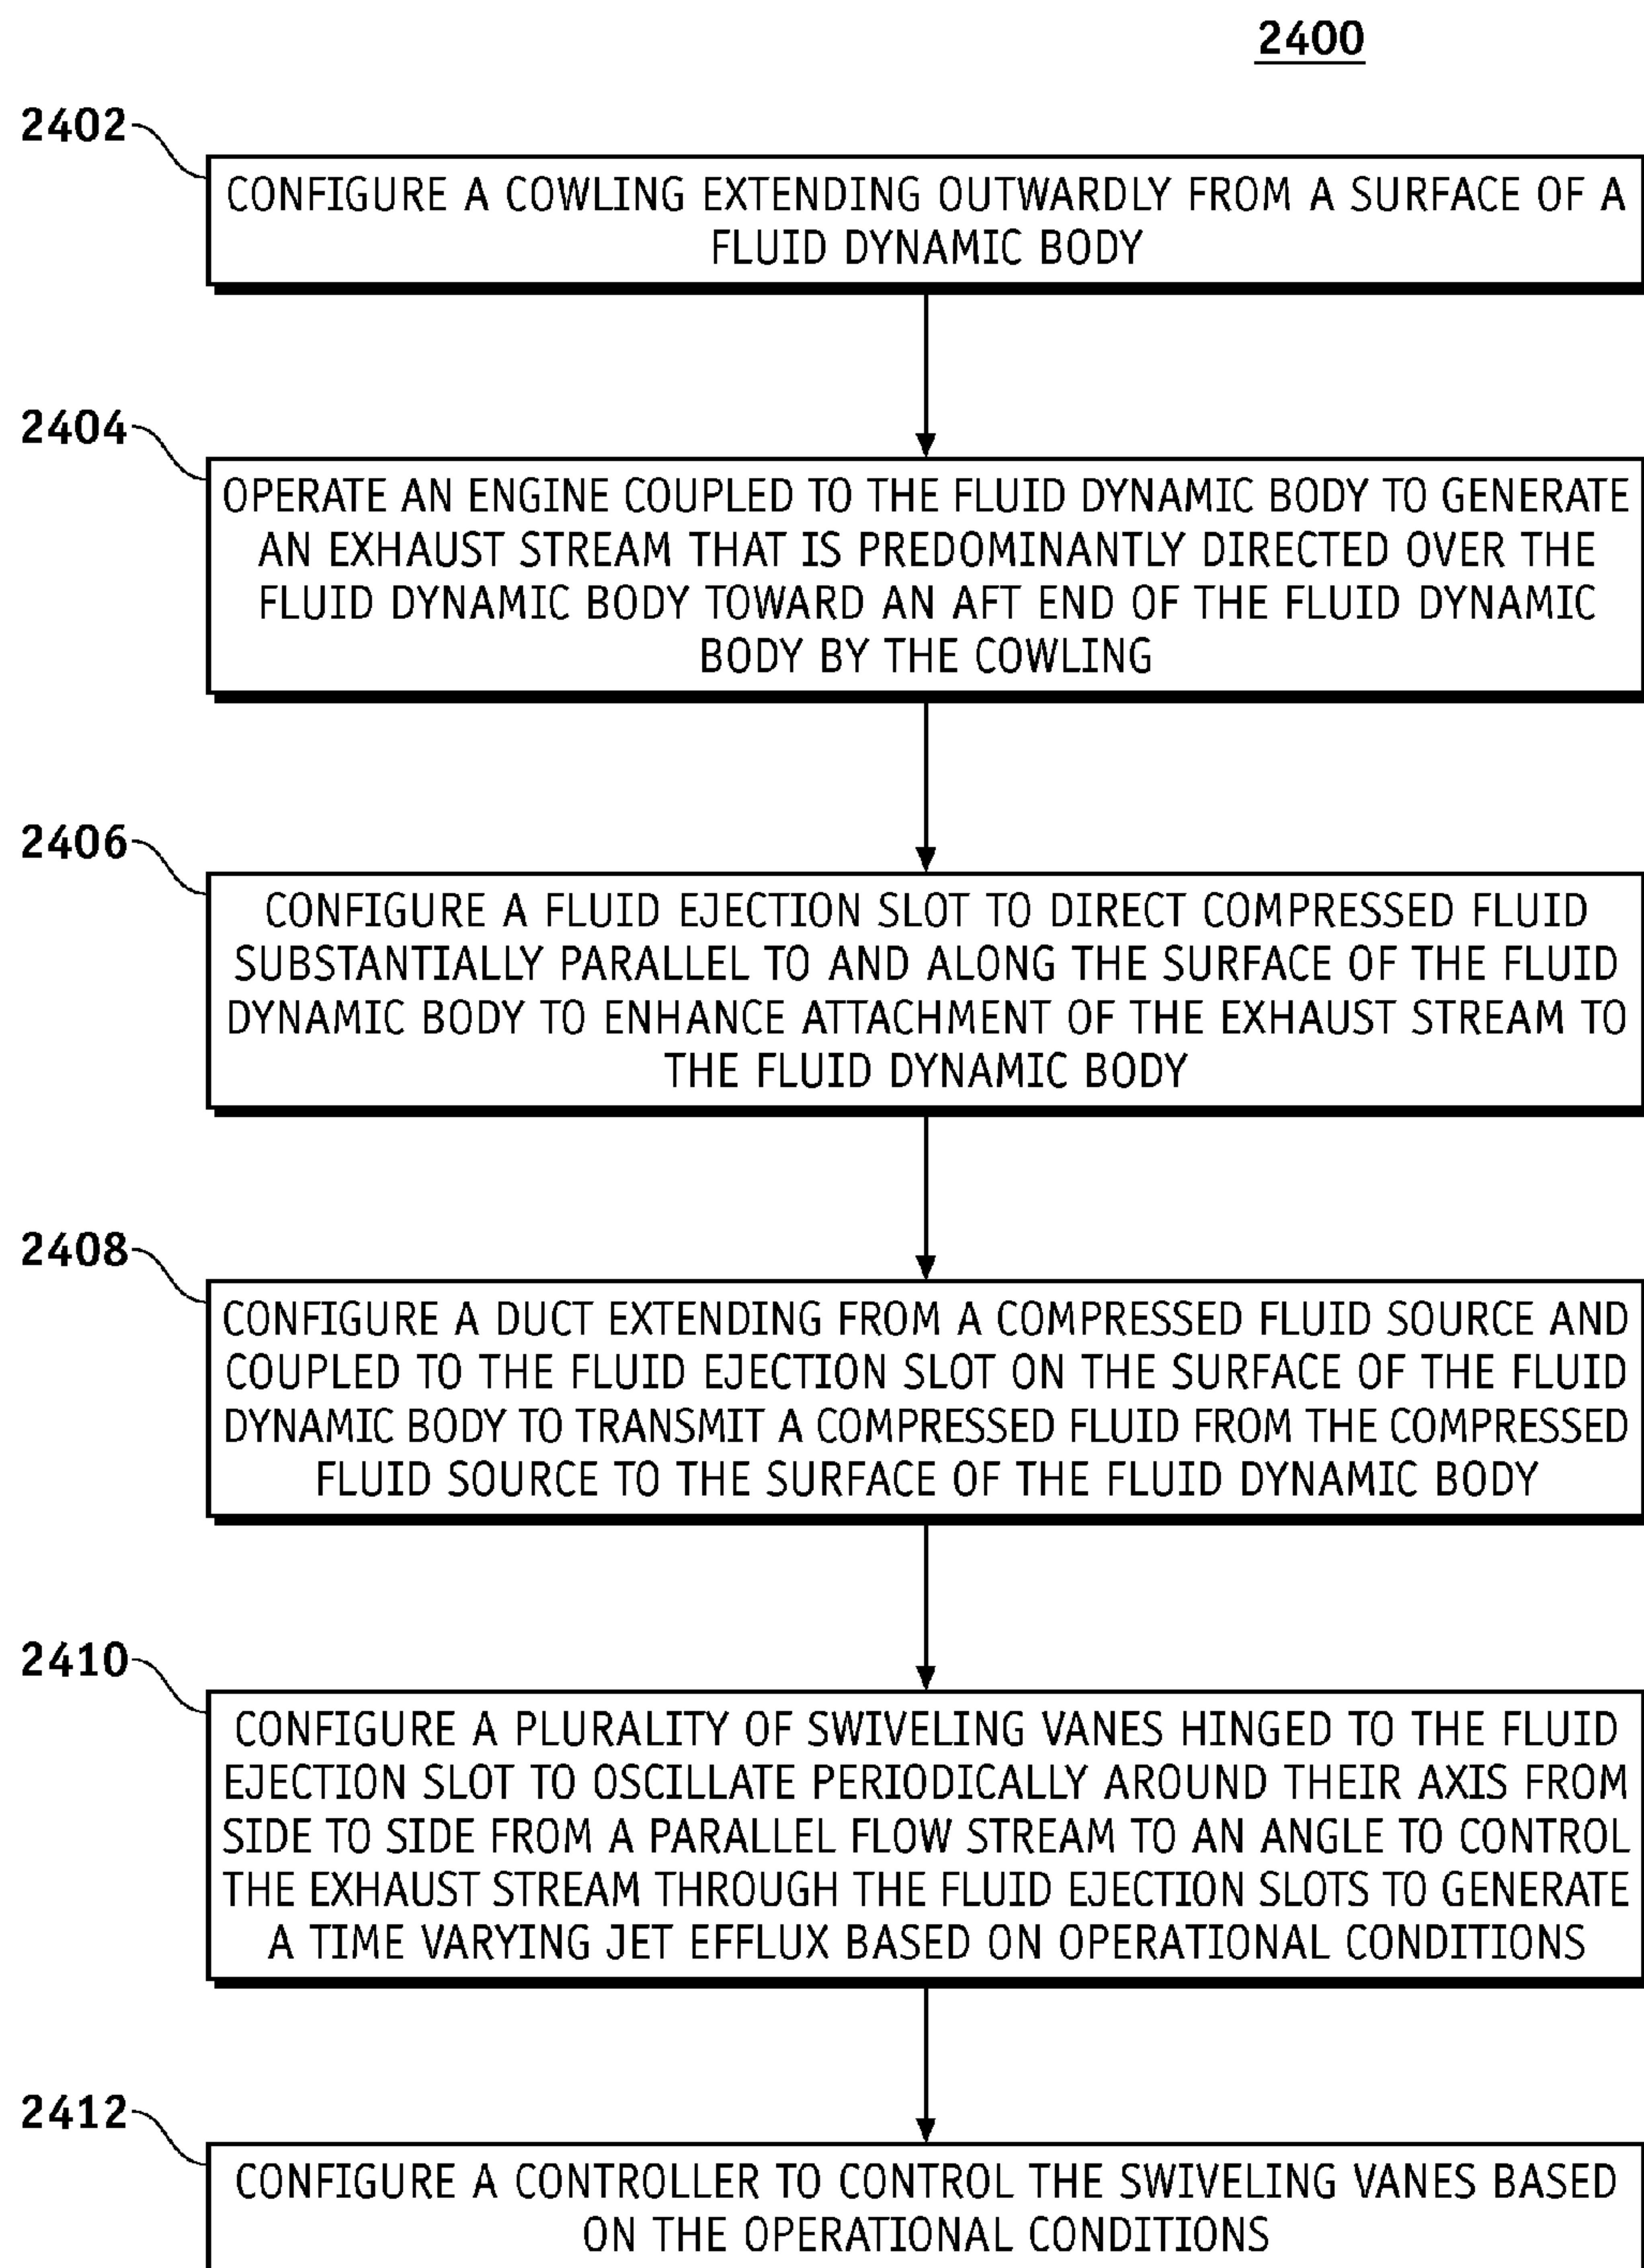 2400
2402
CONFIGURE A COWLING EXTENDING OUTWARDLY FROM A SURFACE OF A
FLUID DYNAMIC BODY
2404
OPERATE AN ENGINE COUPLED TO THE FLUID DYNAMIC BODY TO GENERATE
AN EXHAUST STREAM THAT IS PREDOMINANTLY DIRECTED OVER THE
FLUID DYNAMIC BODY TOWARD AN AFT END OF THE FLUID DYNAMIC
BODY BY THE COWLING
2406
CONFIGURE A FLUID EJECTION SLOT TO DIRECT COMPRESSED FLUID
SUBSTANTIALLY PARALLEL TO AND ALONG THE SURFACE OF THE FLUID
DYNAMIC BODY TO ENHANCE ATTACHMENT OF THE EXHAUST STREAM TO
THE FLUID DYNAMIC BODY
2408
CONFIGURE A DUCT EXTENDING FROM A COMPRESSED FLUID SOURCE AND
COUPLED TO THE FLUID EJECTION SLOT ON THE SURFACE OF THE FLUID
DYNAMIC BODY TO TRANSMIT A COMPRESSED FLUID FROM THE COMPRESSED
FLUID SOURCE TO THE SURFACE OF THE FLUID DYNAMIC BODY
2410
CONFIGURE A PLURALITY OF SWIVELING VANES HINGED TO THE FLUID
EJECTION SLOT TO OSCILLATE PERIODICALLY AROUND THEIR AXIS FROM
SIDE TO SIDE FROM A PARALLEL FLOW STREAM TO AN ANGLE TO CONTROL
THE EXHAUST STREAM THROUGH THE FLUID EJECTION SLOTS TO GENERATE
A TIME VARYING JET EFFLUX BASED ON OPERATIONAL CONDITIONS
2412
CONFIGURE A CONTROLLER TO CONTROL THE SWIVELING VANES BASED
ON THE OPERATIONAL CONDITIONS